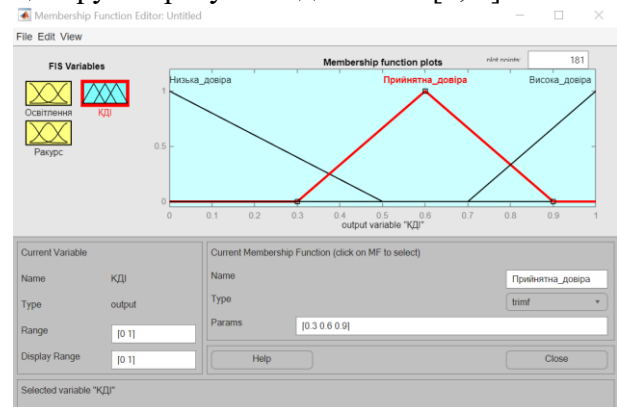 Membership Function Editor: Untitled
File Edit View
FIS Variables
Освітлення
КДІ
Ракурс
Membership function plots
plot points:
181
Низька_довіра
Прийнятна_довіра
Висока_довіра
1
0.5
0
0 0.1 0.2 0.3 0.4 0.5 0.6 0.7 0.8 0.9 1
output variable "КДІ"
Current Variable
Name КДІ
Type output
Range [0 1]
Display Range [0 1]
Current Membership Function (click on MF to select)
Name Прийнятна_довіра
Type trimf
Params [0.3 0.6 0.9]
Help Close
Selected variable "КДІ"